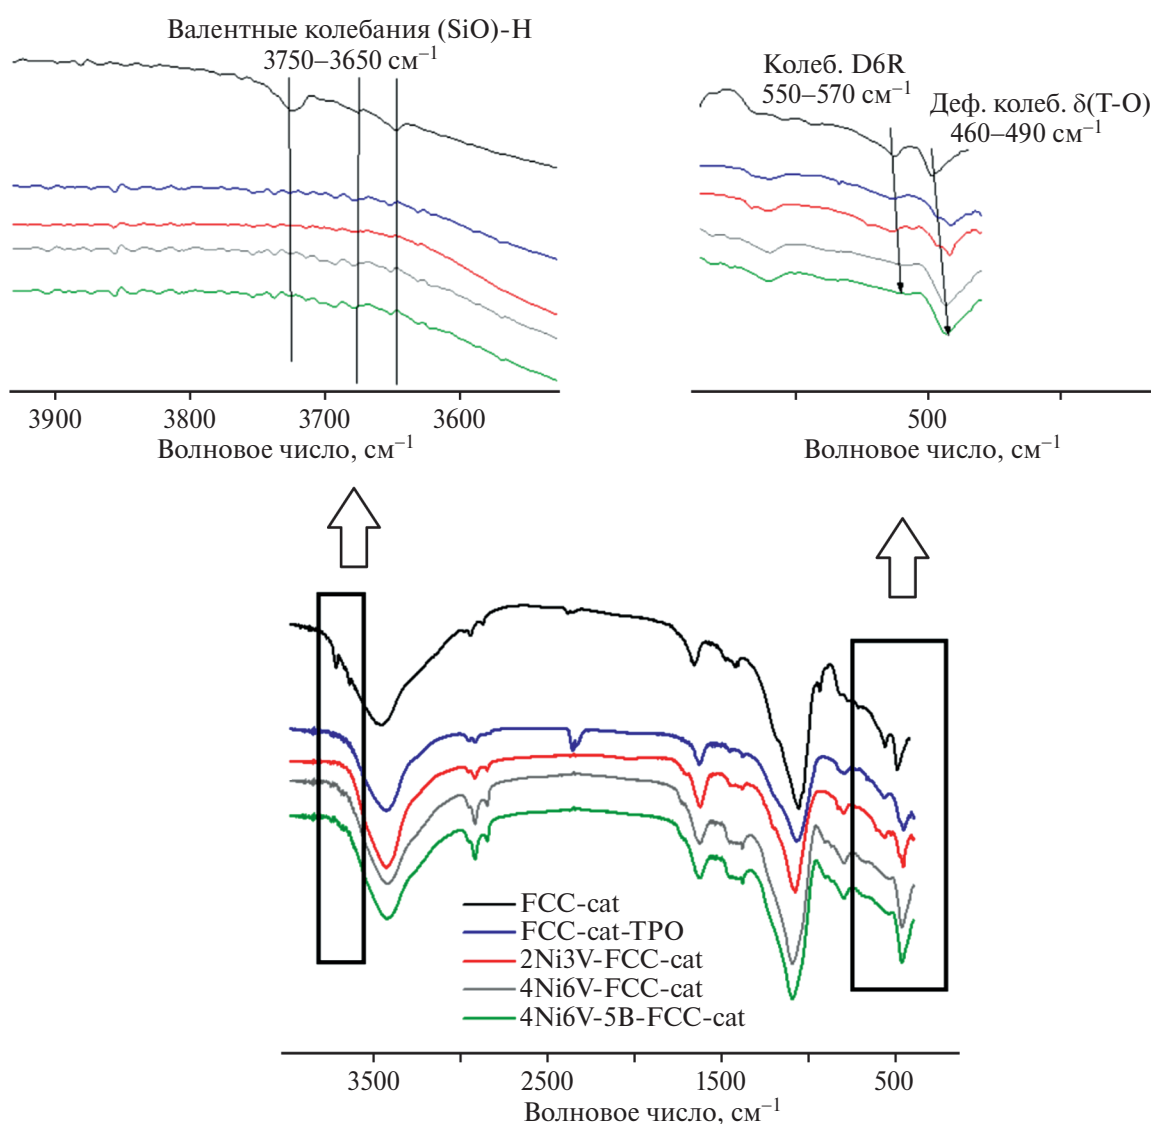 Валентные колебания (SiO)-H
3750–3650 см⁻¹
3900 3800 3700 3600
Волновое число, см⁻¹
Колеб. D6R
550–570 см⁻¹
Деф. колеб. δ(T-O)
460–490 см⁻¹
500
Волновое число, см⁻¹
FCC-cat
FCC-cat-TPO
2Ni3V-FCC-cat
4Ni6V-FCC-cat
4Ni6V-5B-FCC-cat
3500 2500 1500 500
Волновое число, см⁻¹